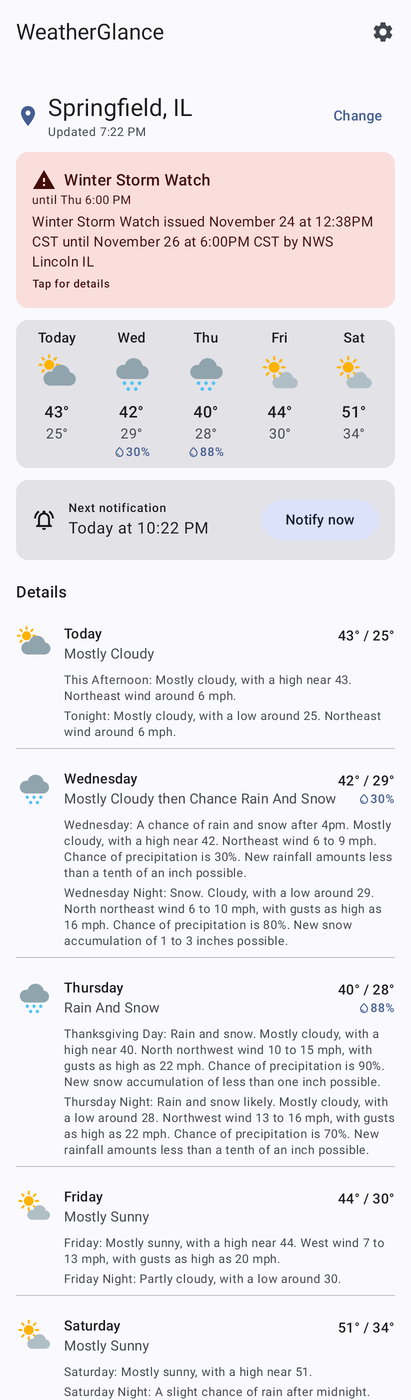 WeatherGlance
Springfield, IL
Updated 7:22 PM
Change
Winter Storm Watch
until Thu 6:00 PM
Winter Storm Watch issued November 24 at 12:38PM
CST until November 26 at 6:00PM CST by NWS
Lincoln IL
Tap for details
Today Wed Thu Fri Sat
43° 42° 40° 44° 51°
25° 29° 28° 30° 34°
30% 88%
Next notification
Today at 10:22 PM
Notify now
Details
Today 43° / 25°
Mostly Cloudy
This Afternoon: Mostly cloudy, with a high near 43.
Northeast wind around 6 mph.
Tonight: Mostly cloudy, with a low around 25. Northeast
wind around 6 mph.
Wednesday 42° / 29°
Mostly Cloudy then Chance Rain And Snow 30%
Wednesday: A chance of rain and snow after 4pm. Mostly
cloudy, with a high near 42. Northeast wind 6 to 9 mph.
Chance of precipitation is 30%. New rainfall amounts less
than a tenth of an inch possible.
Wednesday Night: Snow. Cloudy, with a low around 29.
North northeast wind 6 to 10 mph, with gusts as high as
16 mph. Chance of precipitation is 80%. New snow
accumulation of 1 to 3 inches possible.
Thursday 40° / 28°
Rain And Snow 88%
Thanksgiving Day: Rain and snow. Mostly cloudy, with a
high near 40. North northwest wind 10 to 15 mph, with
gusts as high as 22 mph. Chance of precipitation is 90%.
New snow accumulation of less than one inch possible.
Thursday Night: Rain and snow likely. Mostly cloudy, with
a low around 28. Northwest wind 13 to 16 mph, with gusts
as high as 22 mph. Chance of precipitation is 70%. New
rainfall amounts less than a tenth of an inch possible.
Friday 44° / 30°
Mostly Sunny
Friday: Mostly sunny, with a high near 44. West wind 7 to
13 mph, with gusts as high as 20 mph.
Friday Night: Partly cloudy, with a low around 30.
Saturday 51° / 34°
Mostly Sunny
Saturday: Mostly sunny, with a high near 51.
Saturday Night: A slight chance of rain after midnight.